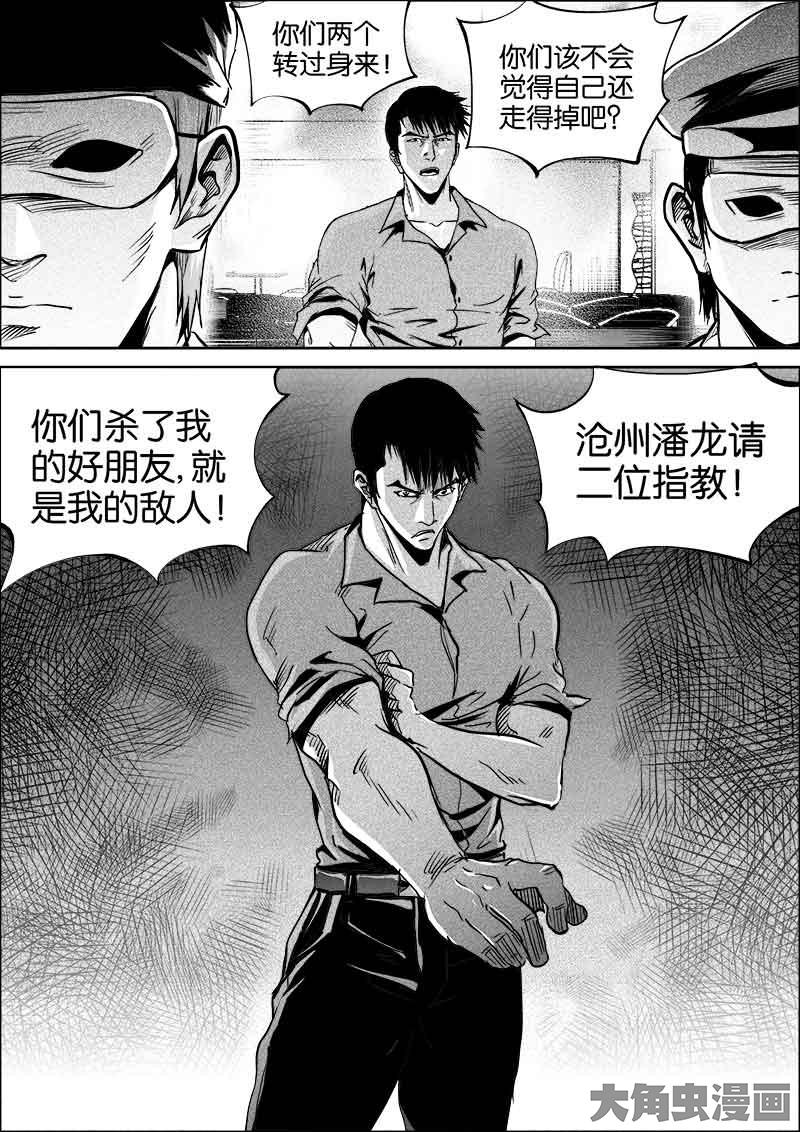 你们两个
转过身来！
你们该不会
觉得自己还
走得掉吧？
你们杀了我
的好朋友，就
是我的敌人！
沧州潘龙请
二位指教！
大角虫漫画